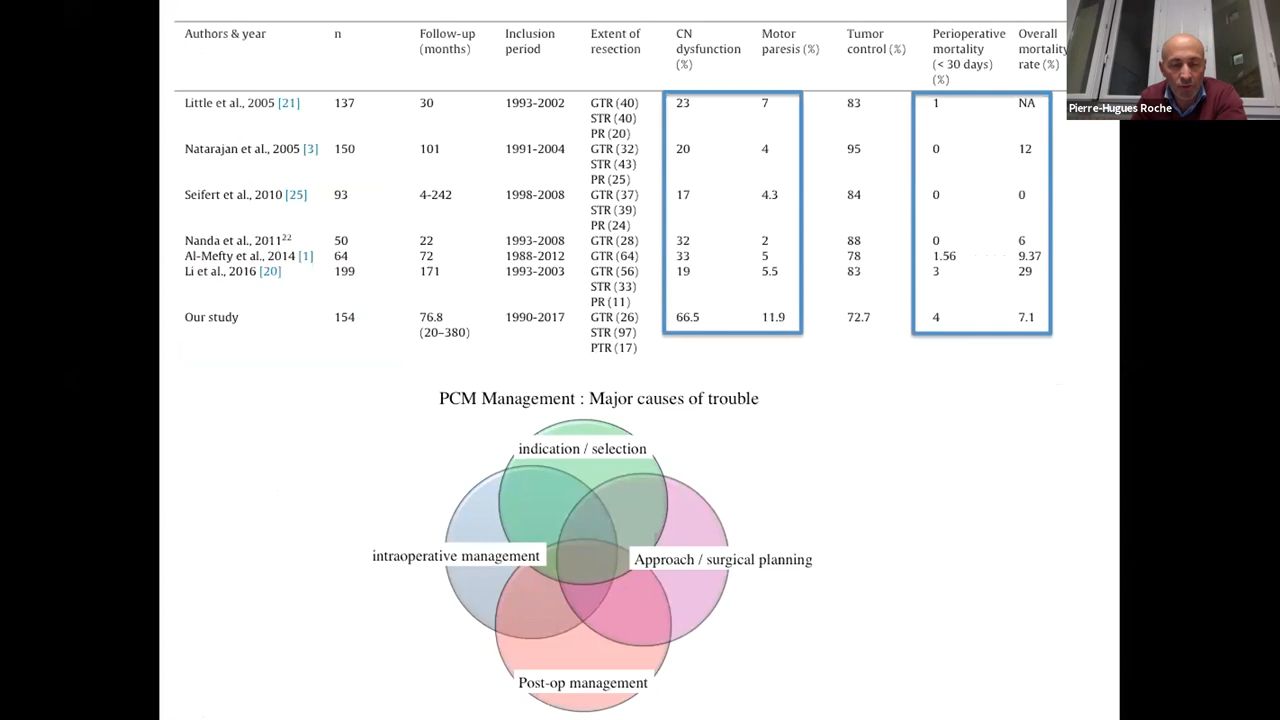 Authors & year n Follow-up (months) Inclusion period Extent of resection CN dysfunction (%) Motor paresis (%) Tumor control (%) Perioperative mortality (< 30 days) (%) Overall mortality rate (%)
Little et al., 2005 [21] 137 30 1993-2002 GTR (40) 23 7 83 1 NA
STR (40)
PR (20)
Natarajan et al., 2005 [3] 150 101 1991-2004 GTR (32) 20 4 95 0 12
STR (43)
PR (25)
Seifert et al., 2010 [25] 93 4-242 1998-2008 GTR (37) 17 4.3 84 0 0
STR (39)
PR (24)
Nanda et al., 2011²² 50 22 1993-2008 GTR (28) 32 2 88 0 6
Al-Mefty et al., 2014 [1] 64 72 1988-2012 GTR (64) 33 5 78 1.56 9.37
Li et al., 2016 [20] 199 171 1993-2003 GTR (56) 19 5.5 83 3 29
STR (33)
PR (11)
Our study 154 76.8 1990-2017 GTR (26) 66.5 11.9 72.7 4 7.1
(20–380) STR (97)
PTR (17)
Pierre-Hugues Roche
PCM Management : Major causes of trouble
indication / selection
intraoperative management
Approach / surgical planning
Post-op management